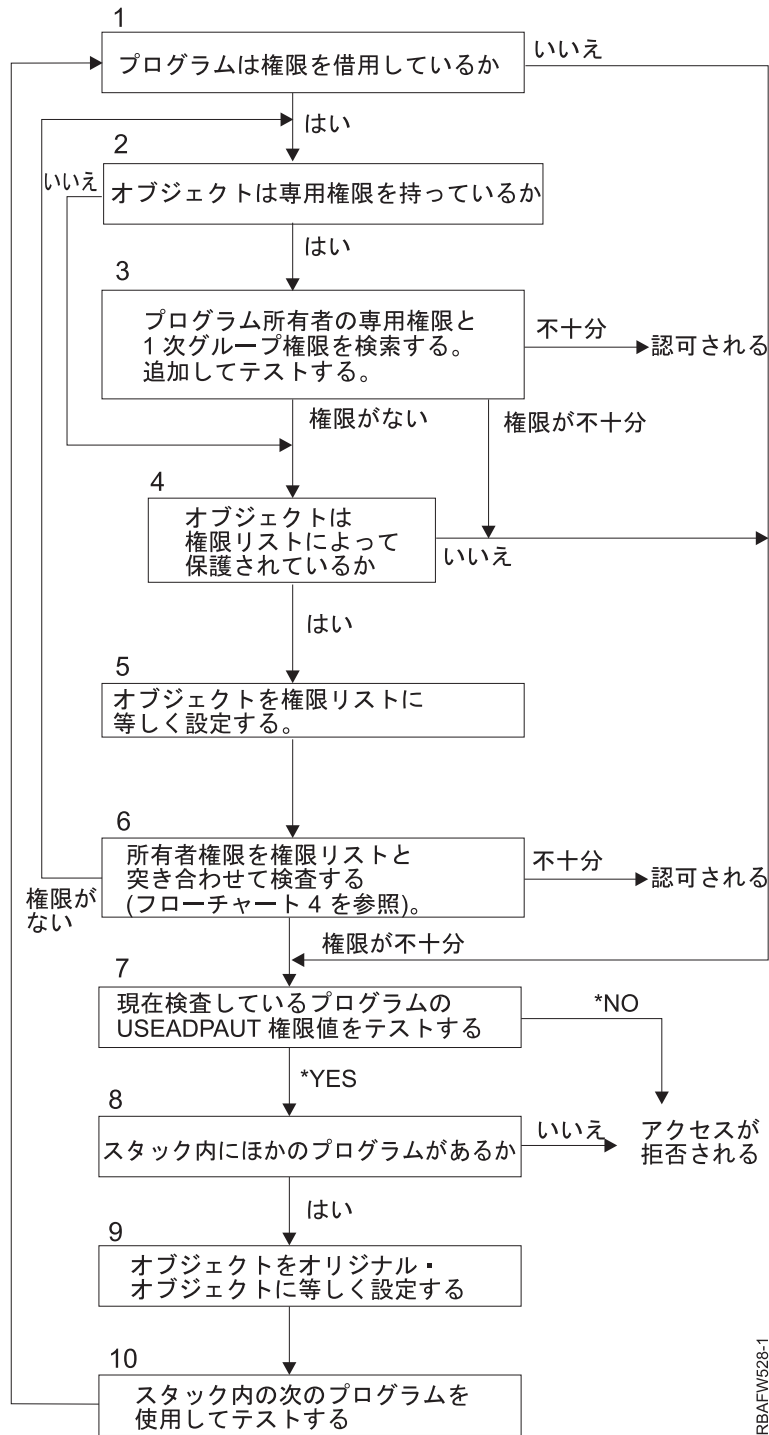 1
プログラムは権限を借用しているか
いいえ
はい
2
いいえ
オブジェクトは専用権限を持っているか
はい
3
プログラム所有者の専用権限と
1 次グループ権限を検索する。
追加してテストする。
不十分
認可される
権限がない
権限が不十分
4
オブジェクトは
権限リストによって
保護されているか
いいえ
はい
5
オブジェクトを権限リストに
等しく設定する。
6
所有者権限を権限リストと
突き合わせて検査する
(フローチャート 4 を参照)。
不十分
認可される
権限が
ない
権限が不十分
7
現在検査しているプログラムの
USEADPAUT 権限値をテストする
*NO
*YES
8
スタック内にほかのプログラムがあるか
いいえ
アクセスが
拒否される
はい
9
オブジェクトをオリジナル・
オブジェクトに等しく設定する
10
スタック内の次のプログラムを
使用してテストする
RBAFW528-1